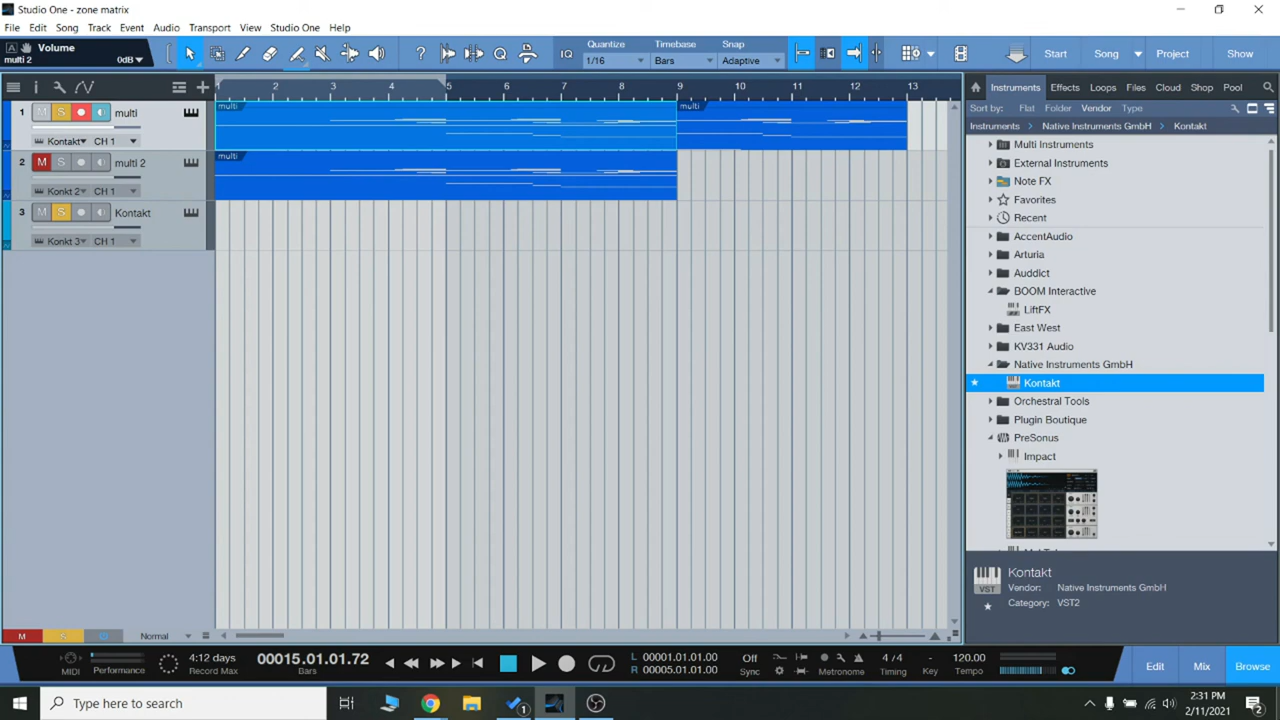 Studio One - zone matrix
File Edit Song Track Event Audio Transport View Studio One Help
Volume
multi 2 0dB
IQ Quantize Timebase Snap
1/16 Bars Adaptive
Start Song Project Show
1 2 3 4 5 6 7 8 9 10 11 12 13
Instruments Effects Loops Files Cloud Shop Pool
Sort by: Flat Folder Vendor Type
Instruments Native Instruments GmbH Kontakt
1 M S multi
Kontakt CH 1
2 M S multi 2
Konkt 2 CH 1
3 M S Kontakt
Konkt 3 CH 1
multi multi
multi
Multi Instruments
External Instruments
Note FX
Favorites
Recent
AccentAudio
Arturia
Auddict
BOOM Interactive
LiftFX
East West
KV331 Audio
Native Instruments GmbH
Kontakt
Orchestral Tools
Plugin Boutique
PreSonus
Impact
Kontakt
Vendor: Native Instruments GmbH
Category: VST2
VST
M S Normal
MIDI Performance
4:12 days
Record Max
00015.01.01.72
Bars
L 00001.01.01.00
R 00005.01.01.00
Off
Sync
Metronome
4 / 4
Timing
-
Key
120.00
Tempo
Edit Mix Browse
Type here to search
1
2:31 PM
2/11/2021
2